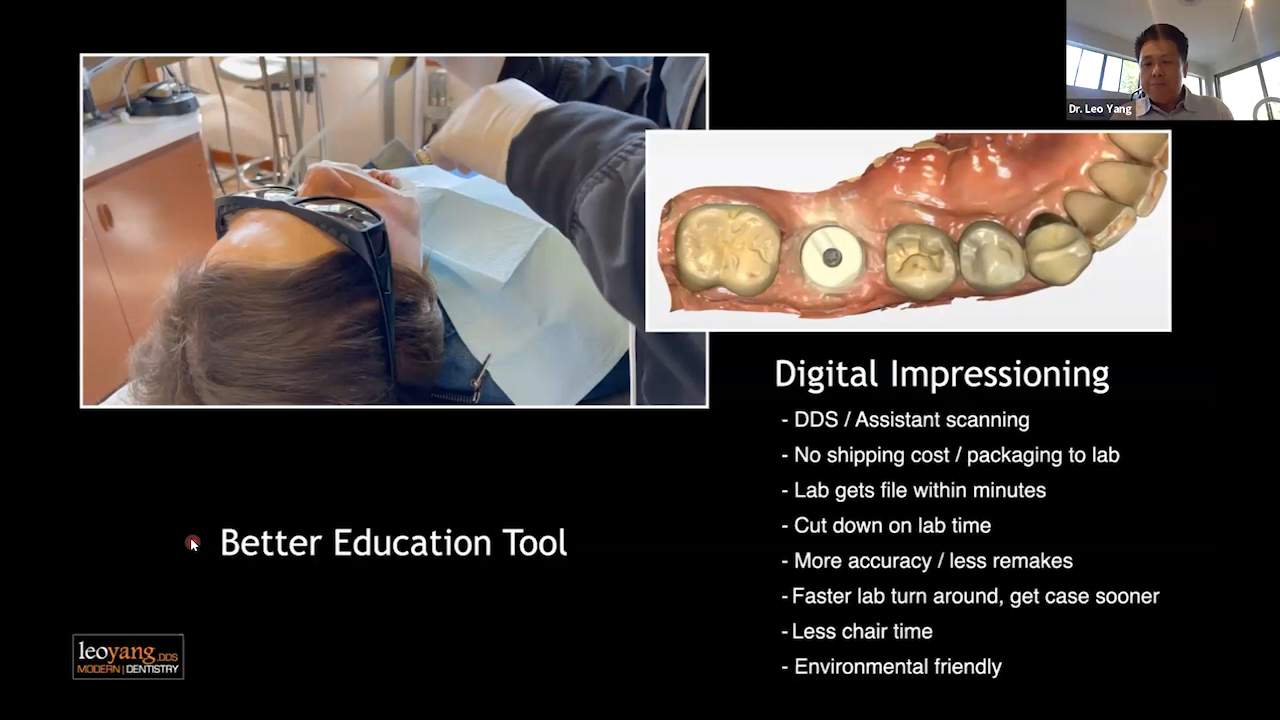 Dr. Leo Yang
Digital Impressioning
- DDS / Assistant scanning
- No shipping cost / packaging to lab
- Lab gets file within minutes
- Cut down on lab time
- More accuracy / less remakes
- Faster lab turn around, get case sooner
- Less chair time
- Environmental friendly
Better Education Tool
leoyang.DDS
MODERN | DENTISTRY